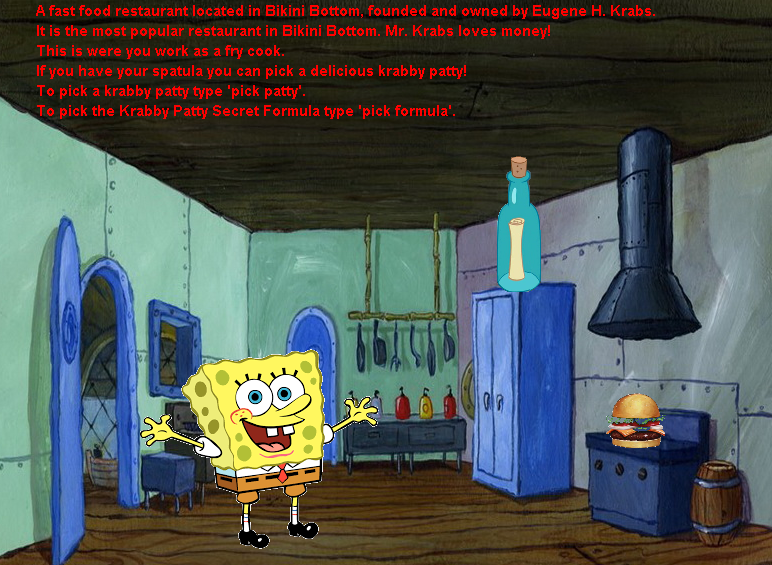 A fast food restaurant located in Bikini Bottom, founded and owned by Eugene H. Krabs.
It is the most popular restaurant in Bikini Bottom. Mr. Krabs loves money!
This is were you work as a fry cook.
If you have your spatula you can pick a delicious krabby patty!
To pick a krabby patty type 'pick patty'.
To pick the Krabby Patty Secret Formula type 'pick formula'.